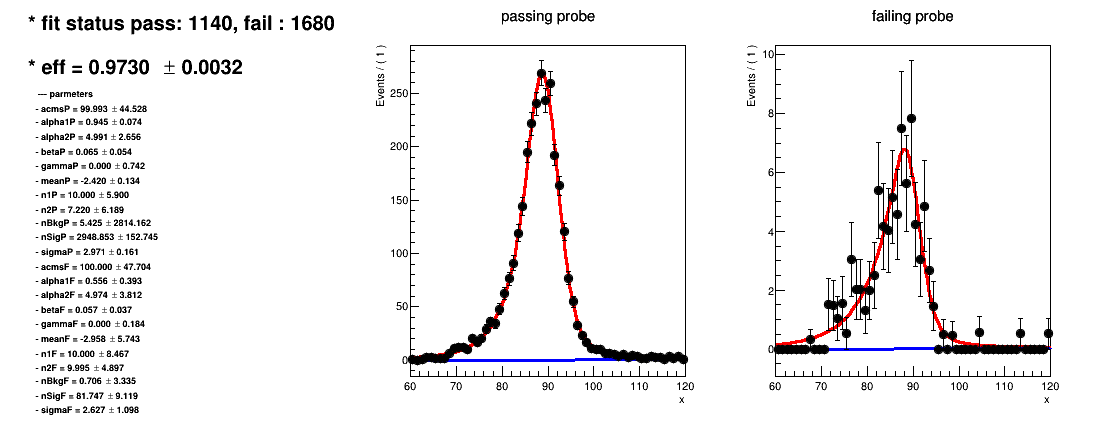 * fit status pass: 1140, fail : 1680
* eff = 0.9730 ± 0.0032
--- parmeters
- acmsP = 99.993 ± 44.528
- alpha1P = 0.945 ± 0.074
- alpha2P = 4.991 ± 2.656
- betaP = 0.065 ± 0.054
- gammaP = 0.000 ± 0.742
- meanP = -2.420 ± 0.134
- n1P = 10.000 ± 5.900
- n2P = 7.220 ± 6.189
- nBkgP = 5.425 ± 2814.162
- nSigP = 2948.853 ± 152.745
- sigmaP = 2.971 ± 0.161
- acmsF = 100.000 ± 47.704
- alpha1F = 0.556 ± 0.393
- alpha2F = 4.974 ± 3.812
- betaF = 0.057 ± 0.037
- gammaF = 0.000 ± 0.184
- meanF = -2.958 ± 5.743
- n1F = 10.000 ± 8.467
- n2F = 9.995 ± 4.897
- nBkgF = 0.706 ± 3.335
- nSigF = 81.747 ± 9.119
- sigmaF = 2.627 ± 1.098
passing probe
Events / ( 1 )
250
200
150
100
50
0
60 70 80 90 100 110 120
x
failing probe
Events / ( 1 )
10
8
6
4
2
0
60 70 80 90 100 110 120
x